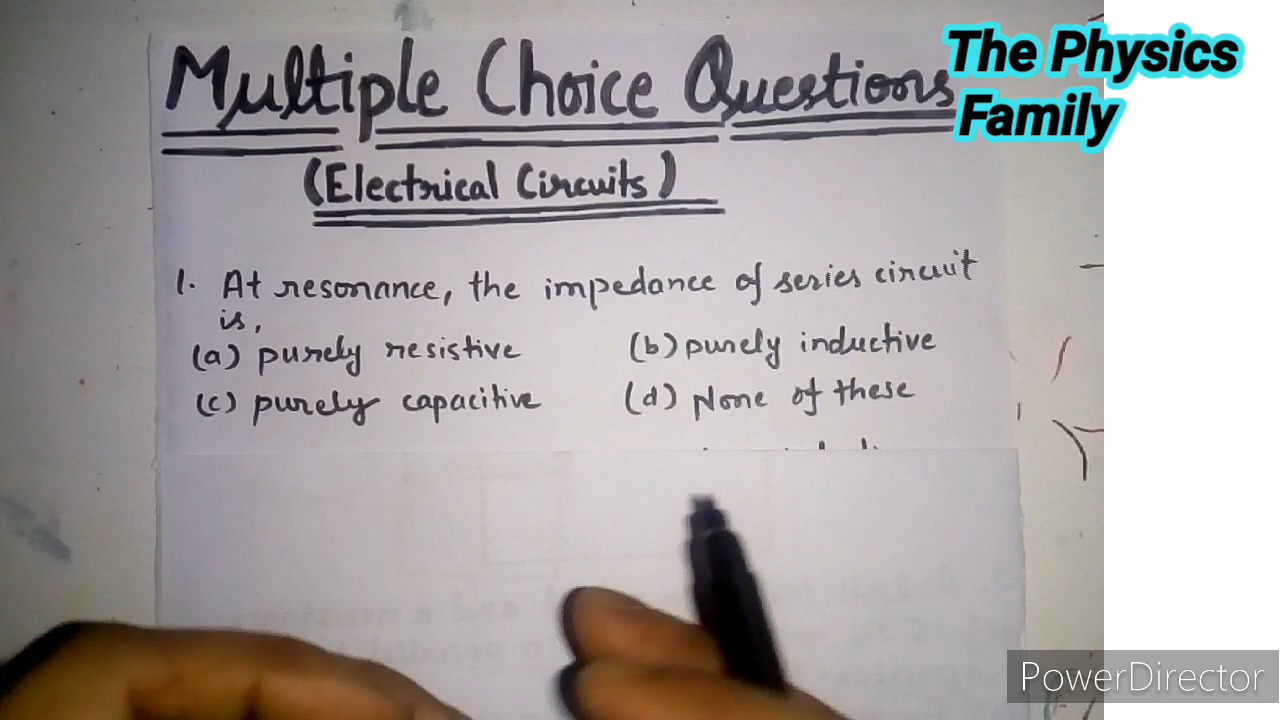 Multiple Choice Questions
The Physics
Family
(Electrical Circuits)
1. At resonance, the impedance of series circuit
is,
(a) purely resistive (b) purely inductive
(c) purely capacitive (d) None of these
PowerDirector